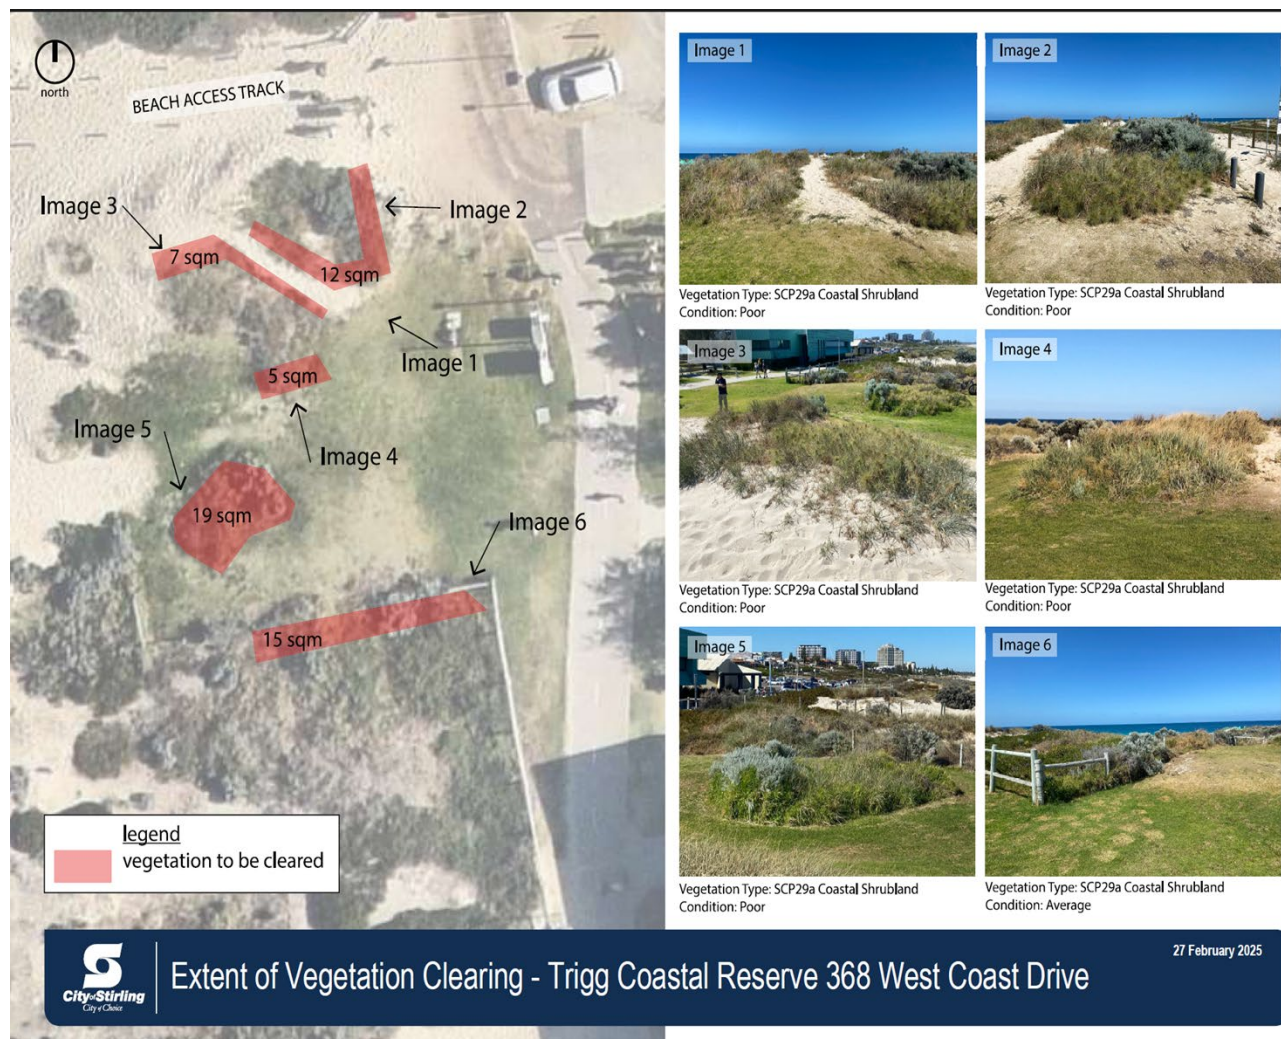 north
BEACH ACCESS TRACK
Image 3
Image 2
7 sqm
12 sqm
Image 1
5 sqm
Image 5
Image 4
19 sqm
Image 6
15 sqm
legend
vegetation to be cleared
Image 1
Vegetation Type: SCP29a Coastal Shrubland
Condition: Poor
Image 2
Vegetation Type: SCP29a Coastal Shrubland
Condition: Poor
Image 3
Vegetation Type: SCP29a Coastal Shrubland
Condition: Poor
Image 4
Vegetation Type: SCP29a Coastal Shrubland
Condition: Poor
Image 5
Vegetation Type: SCP29a Coastal Shrubland
Condition: Poor
Image 6
Vegetation Type: SCP29a Coastal Shrubland
Condition: Average
City of Stirling
City of Choice
Extent of Vegetation Clearing - Trigg Coastal Reserve 368 West Coast Drive
27 February 2025